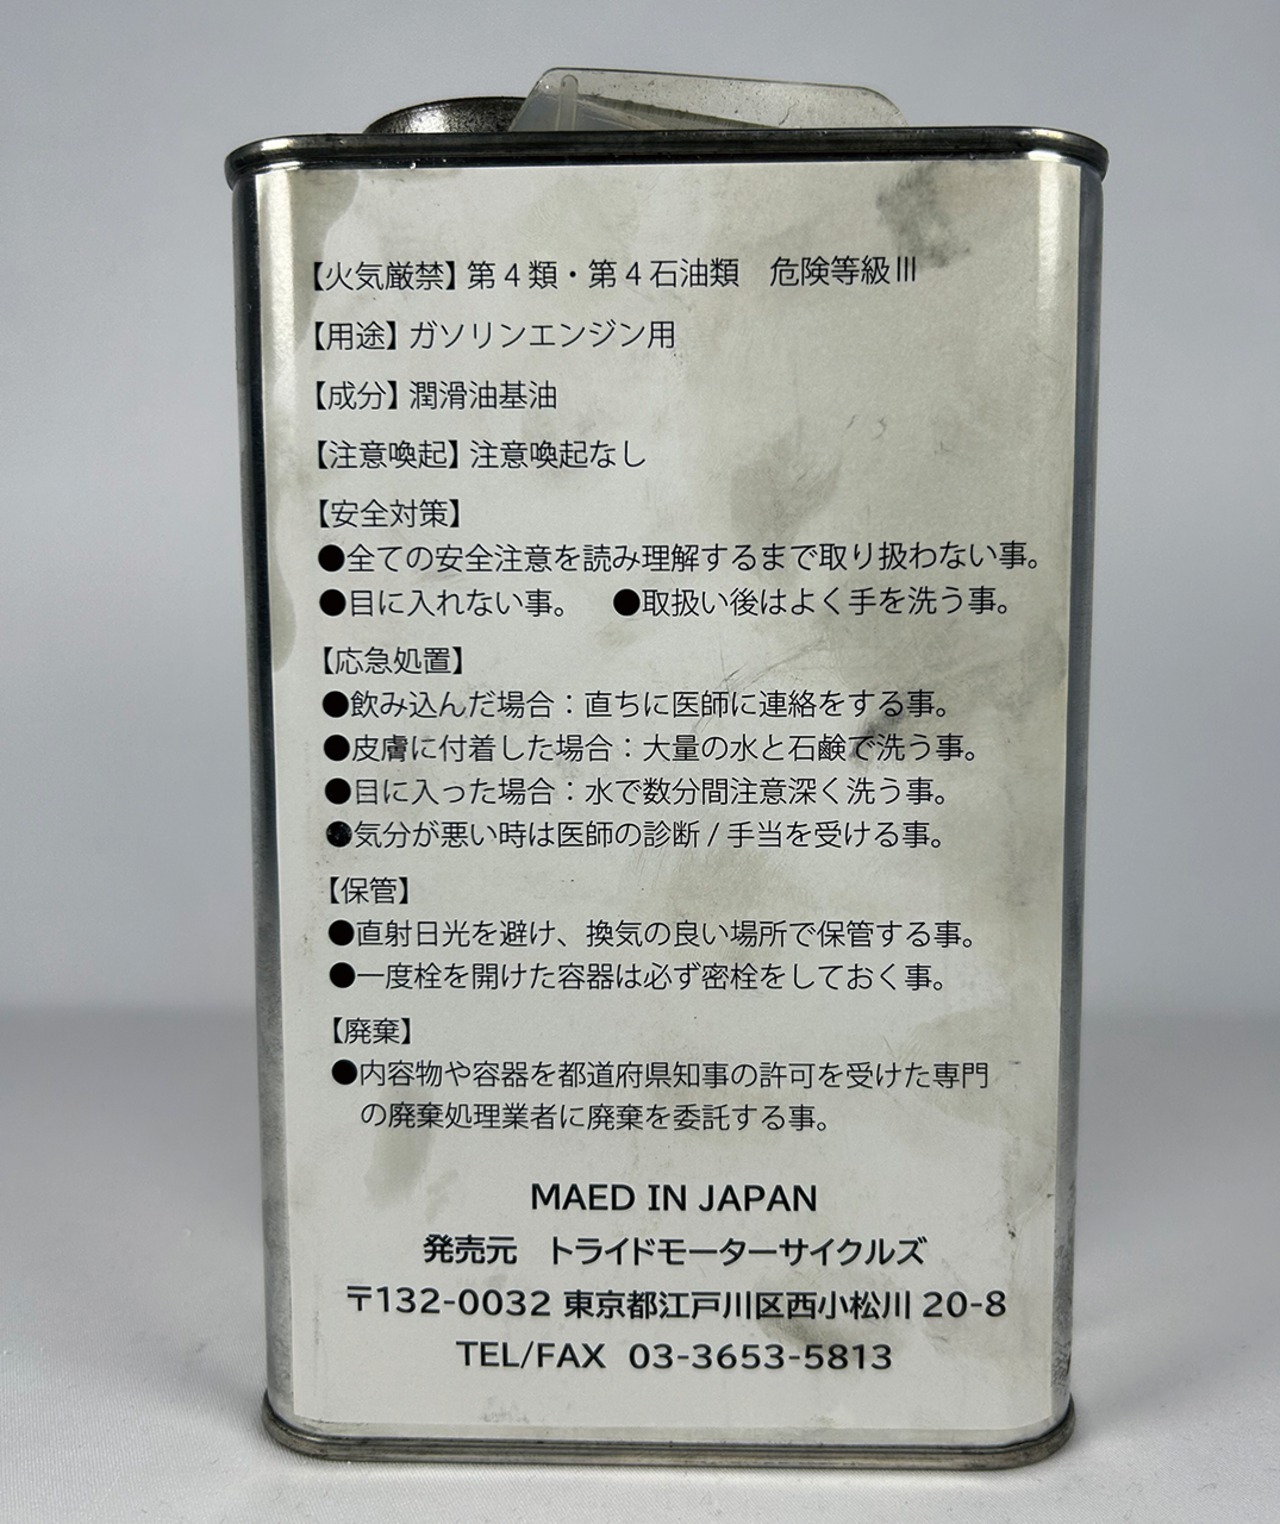 【火気厳禁】第4類・第4石油類　危険等級Ⅲ
【用途】ガソリンエンジン用
【成分】潤滑油基油
【注意喚起】注意喚起なし
【安全対策】
●全ての安全注意を読み理解するまで取り扱わない事。
●目に入れない事。　●取扱い後はよく手を洗う事。
【応急処置】
●飲み込んだ場合：直ちに医師に連絡をする事。
●皮膚に付着した場合：大量の水と石鹸で洗う事。
●目に入った場合：水で数分間注意深く洗う事。
●気分が悪い時は医師の診断/手当を受ける事。
【保管】
●直射日光を避け、換気の良い場所で保管する事。
●一度栓を開けた容器は必ず密栓をしておく事。
【廃棄】
●内容物や容器を都道府県知事の許可を受けた専門
の廃棄処理業者に廃棄を委託する事。
MAED IN JAPAN
発売元　トライドモーターサイクルズ
〒132-0032 東京都江戸川区西小松川 20-8
TEL/FAX 03-3653-5813